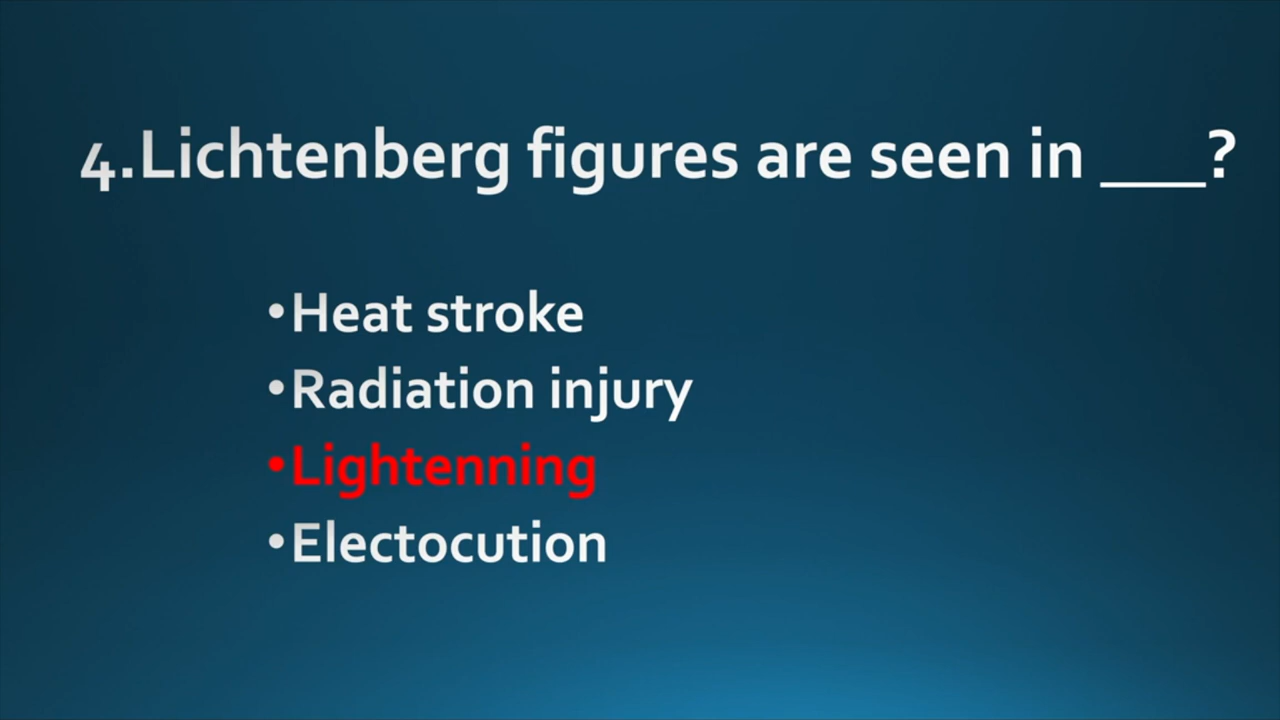 4.Lichtenberg figures are seen in ___?
•Heat stroke
•Radiation injury
•Lightenning
•Electocution